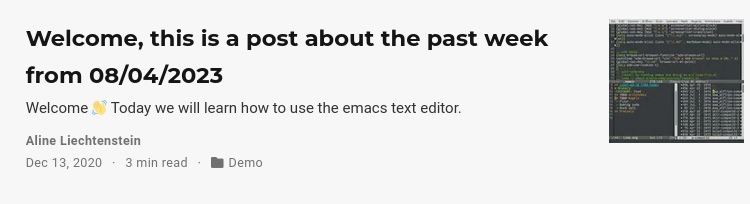 Welcome, this is a post about the past week
from 08/04/2023
Welcome 👋 Today we will learn how to use the emacs text editor.
Aline Liechtenstein
Dec 13, 2020 · 3 min read · Demo